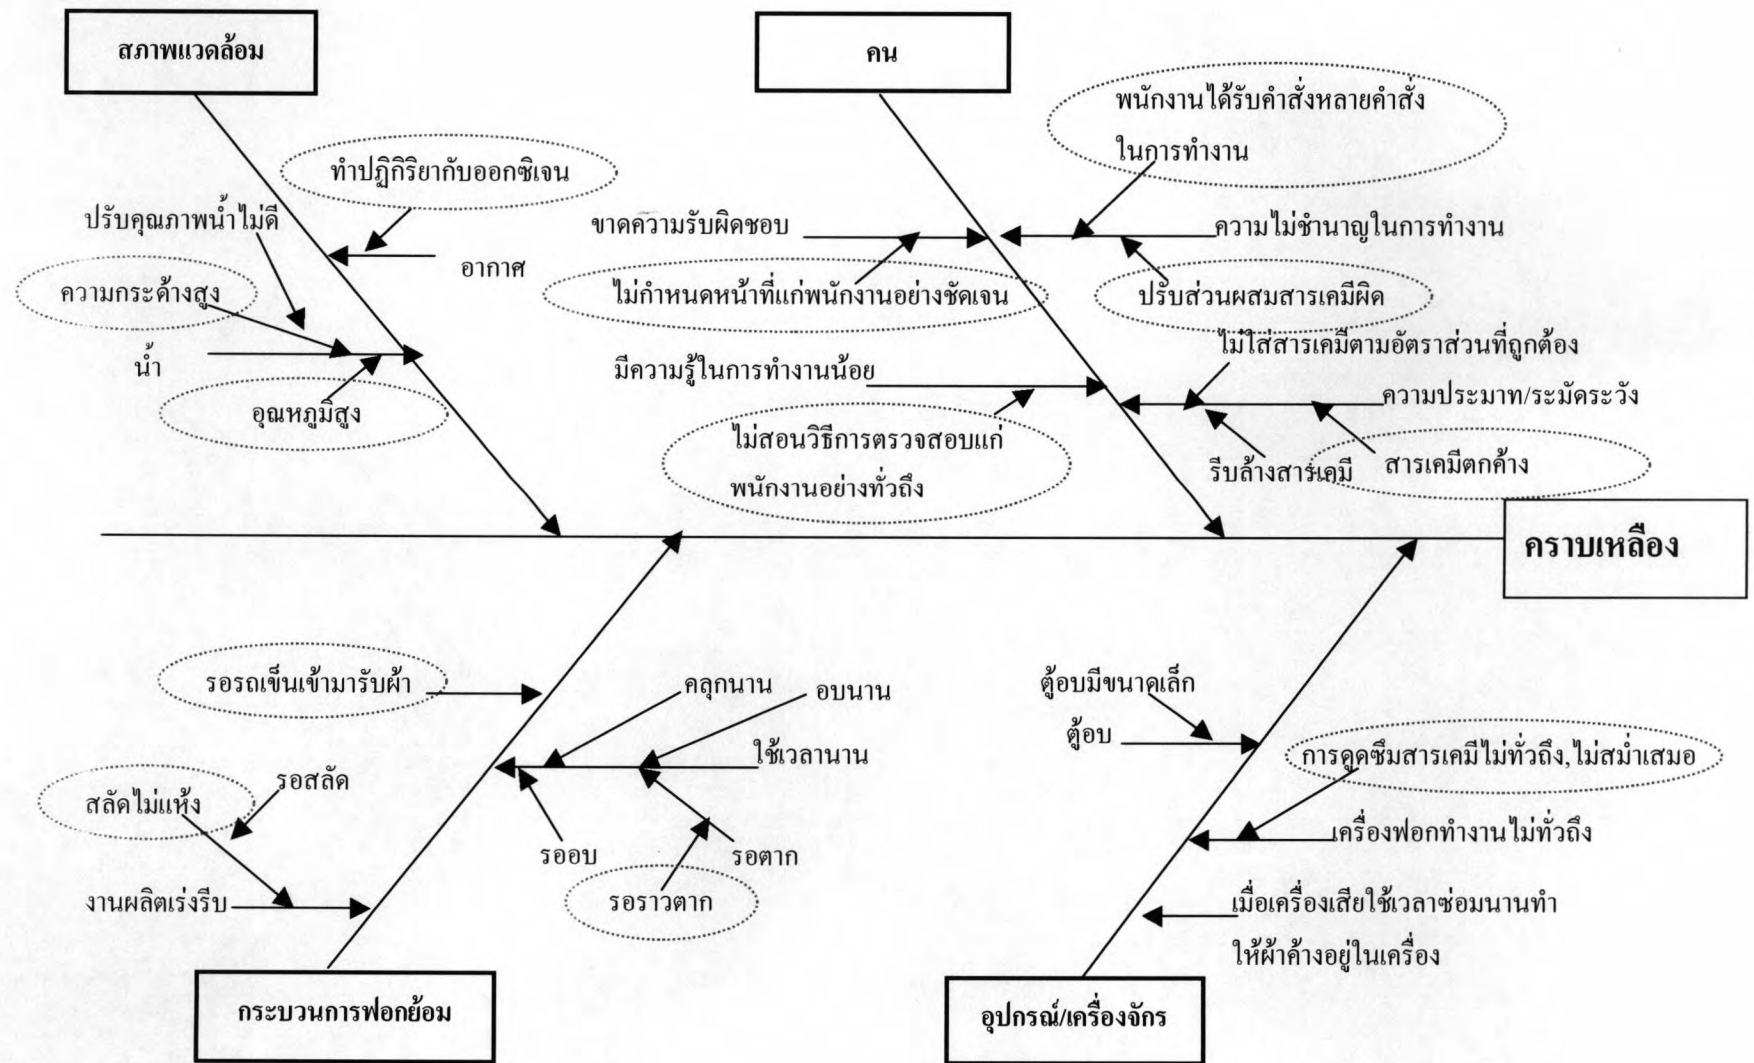 สภาพแวดล้อม
คน
พนักงานได้รับคำสั่งหลายคำสั่ง
ในการทำงาน
ทำปฏิกิริยากับออกซิเจน
ปรับคุณภาพน้ำไม่ดี
ขาดความรับผิดชอบ
ความไม่ชำนาญในการทำงาน
อากาศ
ความกระด้างสูง
ไม่กำหนดหน้าที่แก่พนักงานอย่างชัดเจน
ปรับส่วนผสมสารเคมีผิด
ไม่ใส่สารเคมีตามอัตราส่วนที่ถูกต้อง
น้ำ
มีความรู้ในการทำงานน้อย
ความประมาท/ระมัดระวัง
อุณหภูมิสูง
ไม่สอนวิธีการตรวจสอบแก่
พนักงานอย่างทั่วถึง
รีบล้างสารเคมี
สารเคมีตกค้าง
คราบเหลือง
รอรถเข็นเข้ามารับผ้า
คลุกนาน
อบนาน
ตู้อบมีขนาดเล็ก
ตู้อบ
ใช้เวลานาน
การดูดซึมสารเคมีไม่ทั่วถึง,ไม่สม่ำเสมอ
รอสลัด
สลัดไม่แห้ง
เครื่องฟอกทำงานไม่ทั่วถึง
รออบ
รอตาก
รอราวตาก
งานผลิตเร่งรีบ
เมื่อเครื่องเสียใช้เวลาซ่อมนานทำ
ให้ผ้าค้างอยู่ในเครื่อง
กระบวนการฟอกย้อม
อุปกรณ์/เครื่องจักร